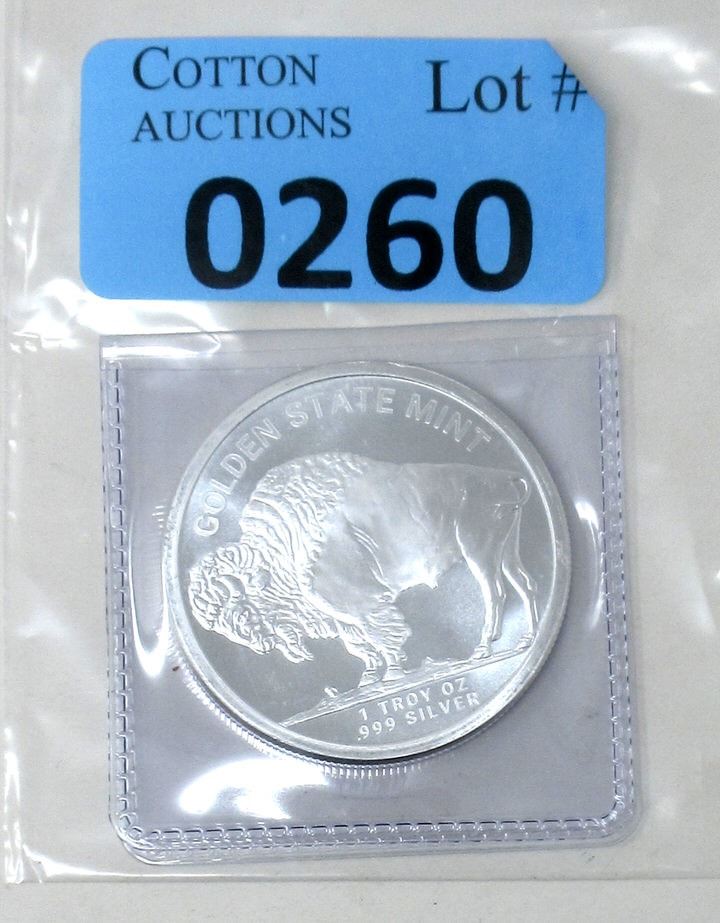 COTTON
AUCTIONS
Lot #
0260
GOLDEN STATE MINT
1 TROY OZ
.999 SILVER